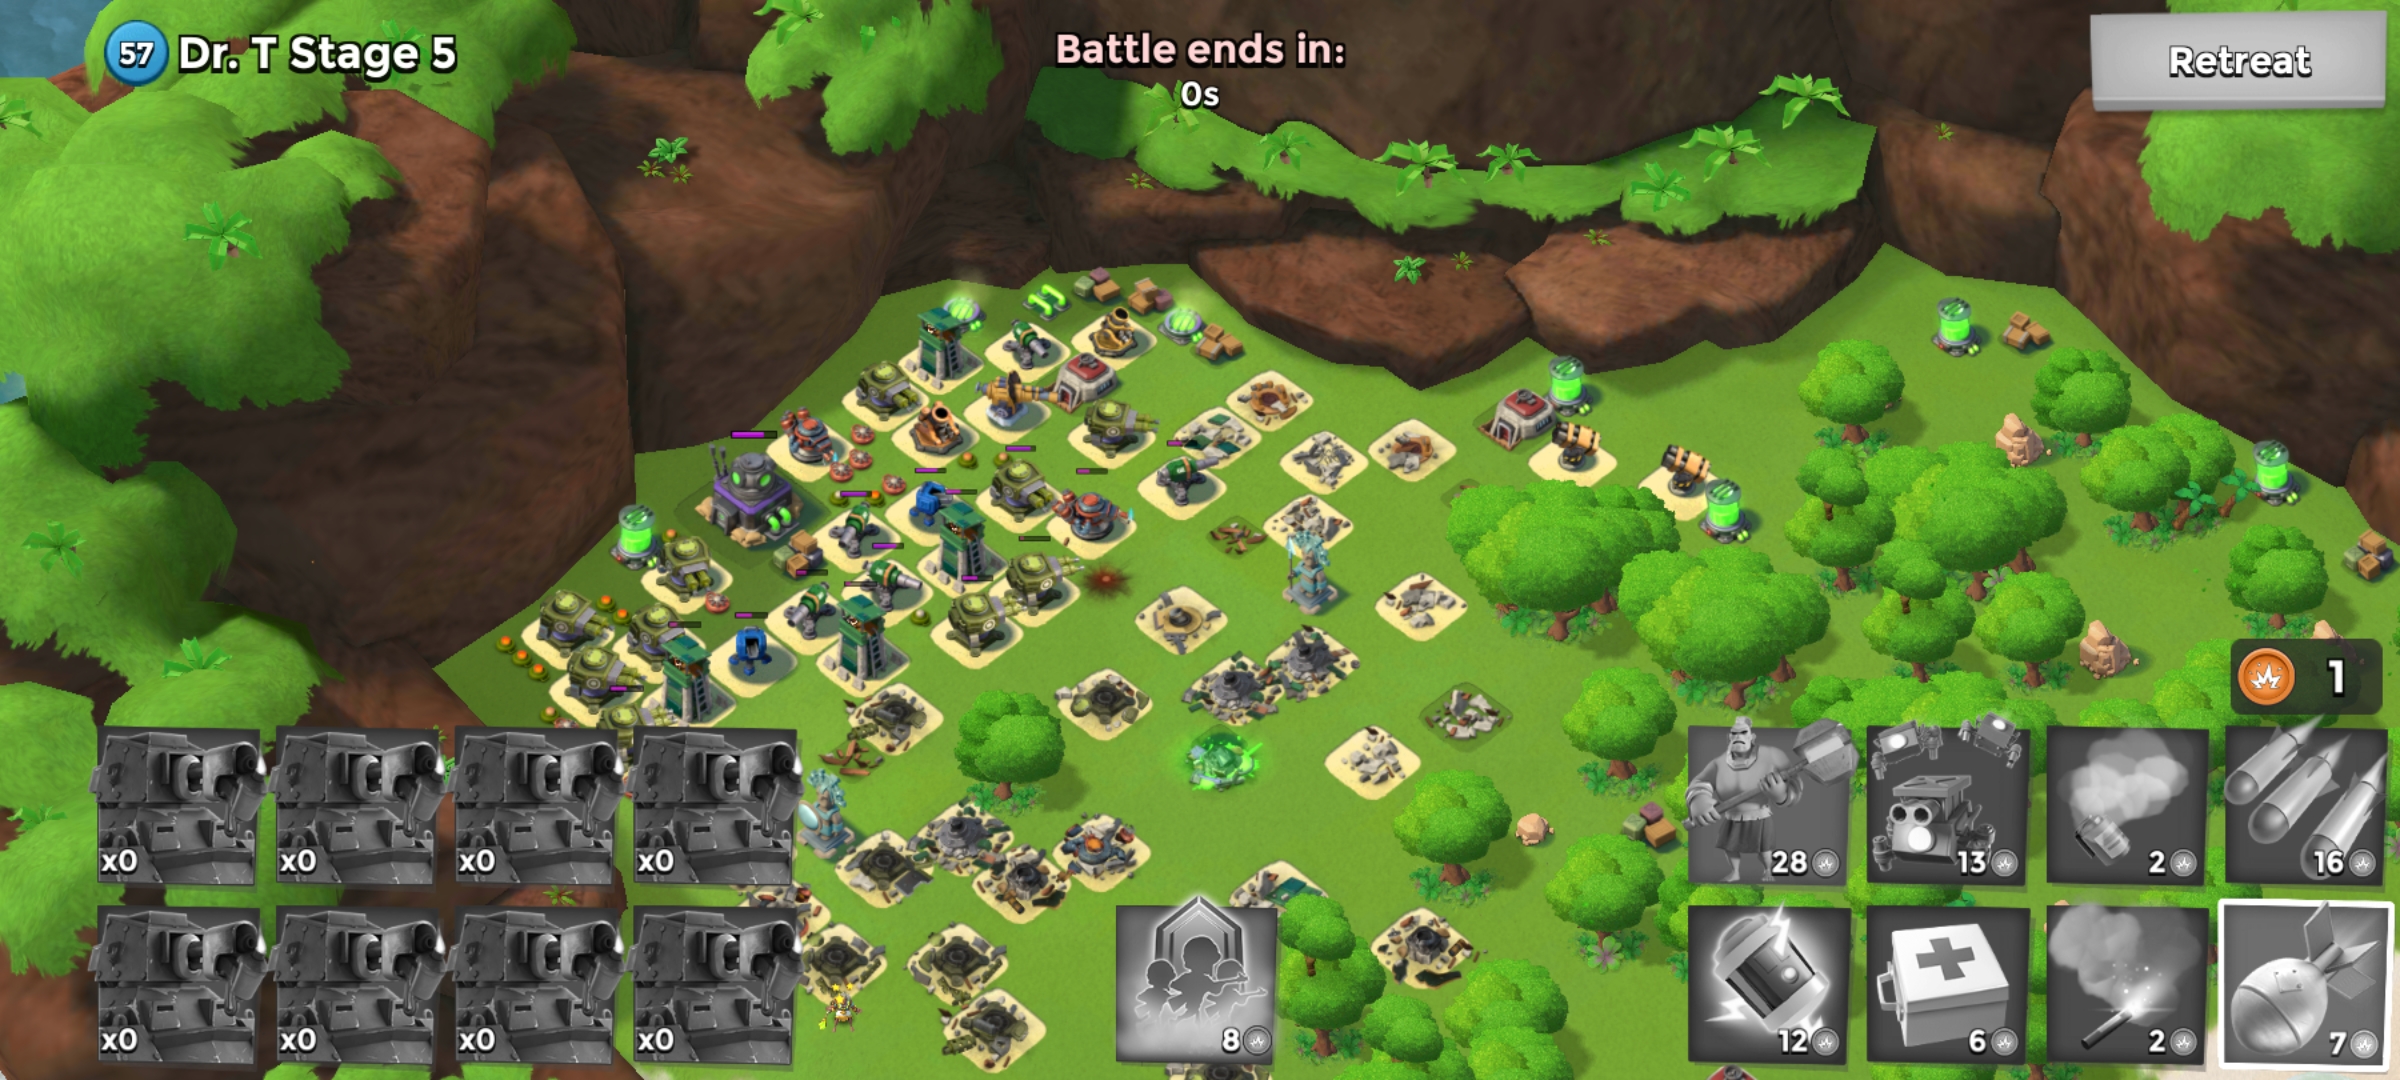 57 Dr. T Stage 5
Battle ends in:
0s
Retreat
1
x0 x0 x0 x0
28 13 2 16
x0 x0 x0 x0
8
12 6 2 7